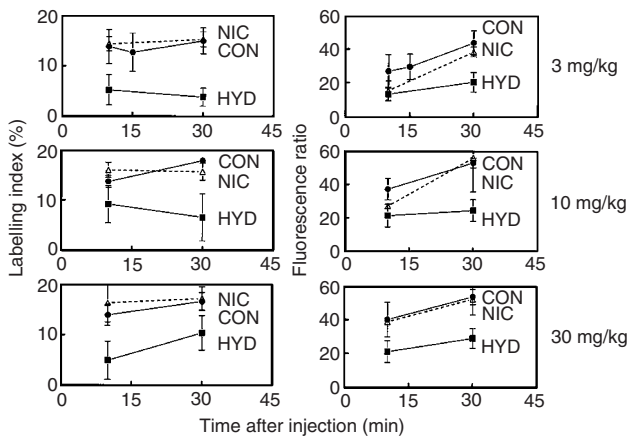 Labelling index (%)
20
10
0
0
15
30
45
NIC
CON
HYD
Fluorescence ratio
60
40
20
0
0
15
30
45
CON
NIC
HYD
3 mg/kg
20
10
0
0
15
30
45
CON
NIC
HYD
60
40
20
0
0
15
30
45
CON
NIC
HYD
10 mg/kg
20
10
0
0
15
30
45
NIC
CON
HYD
60
40
20
0
0
15
30
45
CON
NIC
HYD
30 mg/kg
Time after injection (min)